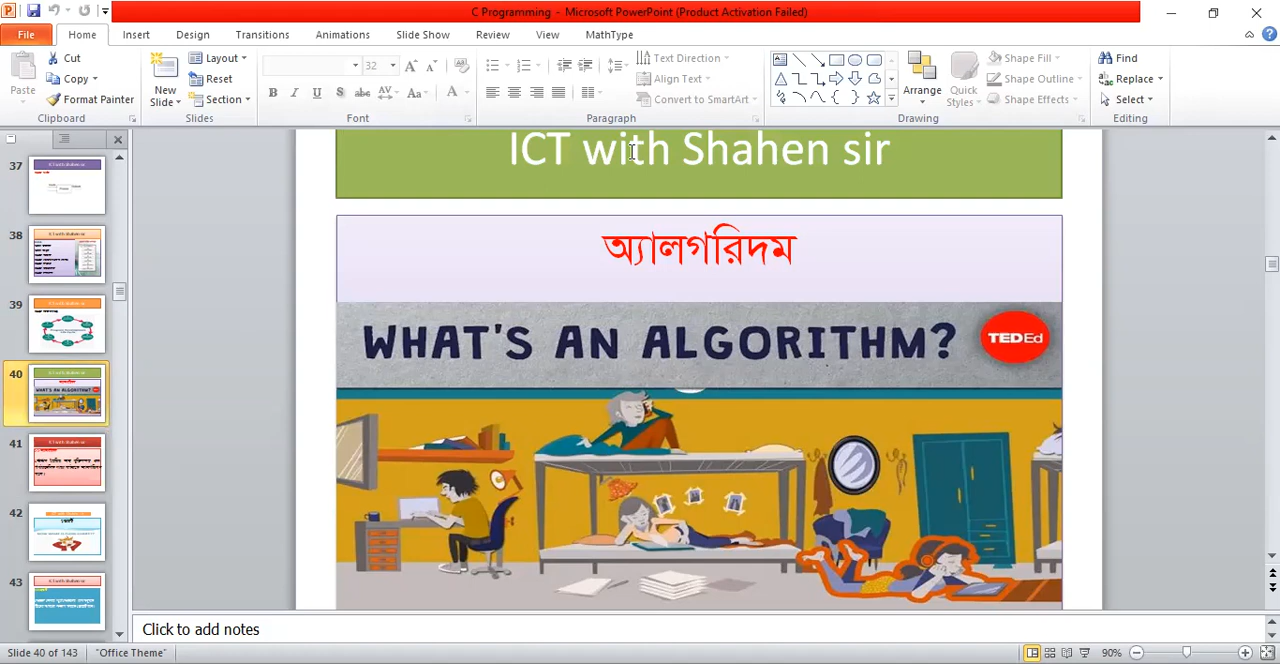 C Programming - Microsoft PowerPoint (Product Activation Failed)
File Home Insert Design Transitions Animations Slide Show Review View MathType
Paste
Cut
Copy
Format Painter
Clipboard
New Slide
Layout
Reset
Section
Slides
32
B I U S abc AV Aa A
Font
Text Direction
Align Text
Convert to SmartArt
Paragraph
Arrange
Quick Styles
Shape Fill
Shape Outline
Shape Effects
Drawing
Find
Replace
Select
Editing
37
38
39
40
41
42
43
ICT with Shahen sir
অ্যালগরিদম
WHAT'S AN ALGORITHM?
TEDEd
Click to add notes
Slide 40 of 143 "Office Theme" 90%